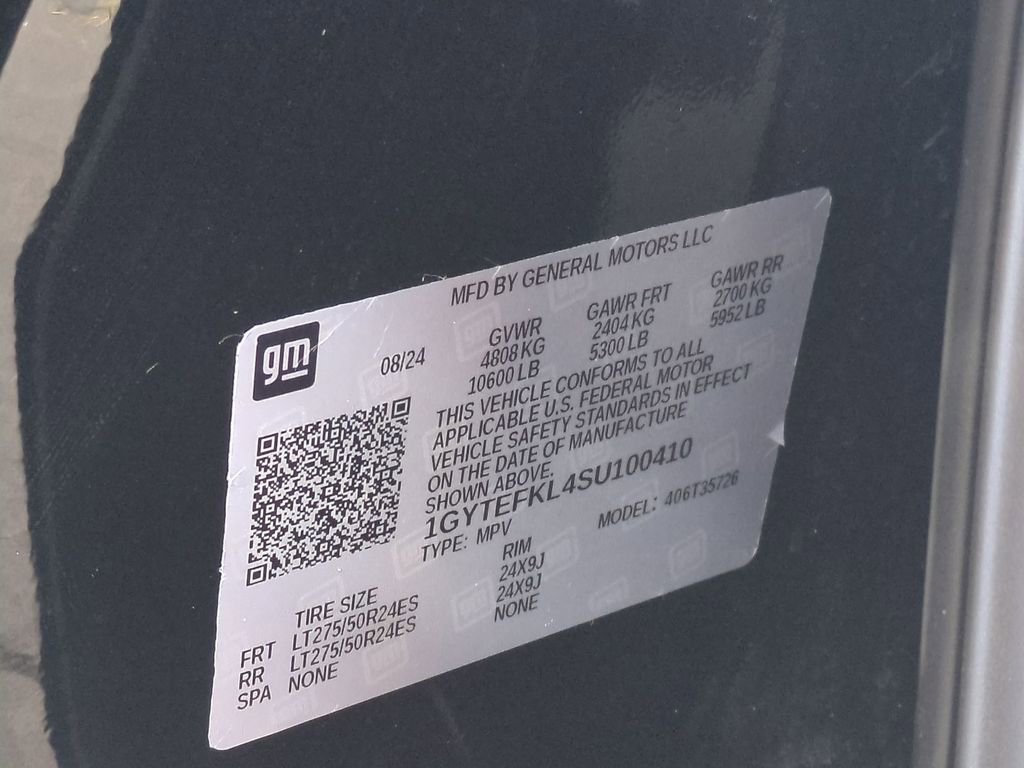 MFD BY GENERAL MOTORS LLC
gm
08/24
GVWR
4808 KG
10600 LB
GAWR FRT
2404 KG
5300 LB
GAWR RR
2700 KG
5952 LB
THIS VEHICLE CONFORMS TO ALL
APPLICABLE U.S. FEDERAL MOTOR
VEHICLE SAFETY STANDARDS IN EFFECT
ON THE DATE OF MANUFACTURE
SHOWN ABOVE.
1GYTEFKL4SU100410
TYPE: MPV MODEL: 406T35726
TIRE SIZE RIM
FRT LT275/50R24ES 24X9J
RR LT275/50R24ES 24X9J
SPA NONE NONE